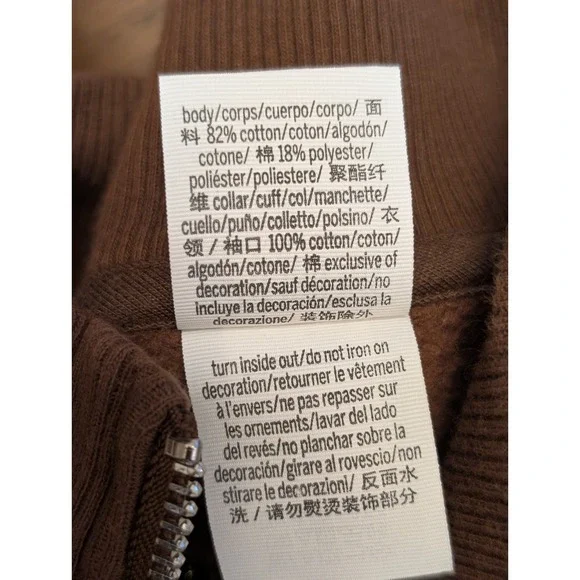 body/corps/cuerpo/corpo/ 面
料 82% cotton/coton/algodón/
cotone/ 棉 18% polyester/
poliéster/poliestere/ 聚酯纤
维 collar/cuff/col/manchette/
cuello/puño/colletto/polsino/ 衣
领 / 袖口 100% cotton/coton/
algodón/cotone/ 棉 exclusive of
decoration/sauf décoration/no
incluye la decoración/esclusa la
decorazione/ 装饰除外
turn inside out/do not iron on
decoration/retourner le vêtement
à l'envers/ne pas repasser sur
les ornements/lavar del lado
del revés/no planchar sobre la
decoración/girare al rovescio/non
stirare le decorazioni/ 反面水
洗 / 请勿熨烫装饰部分